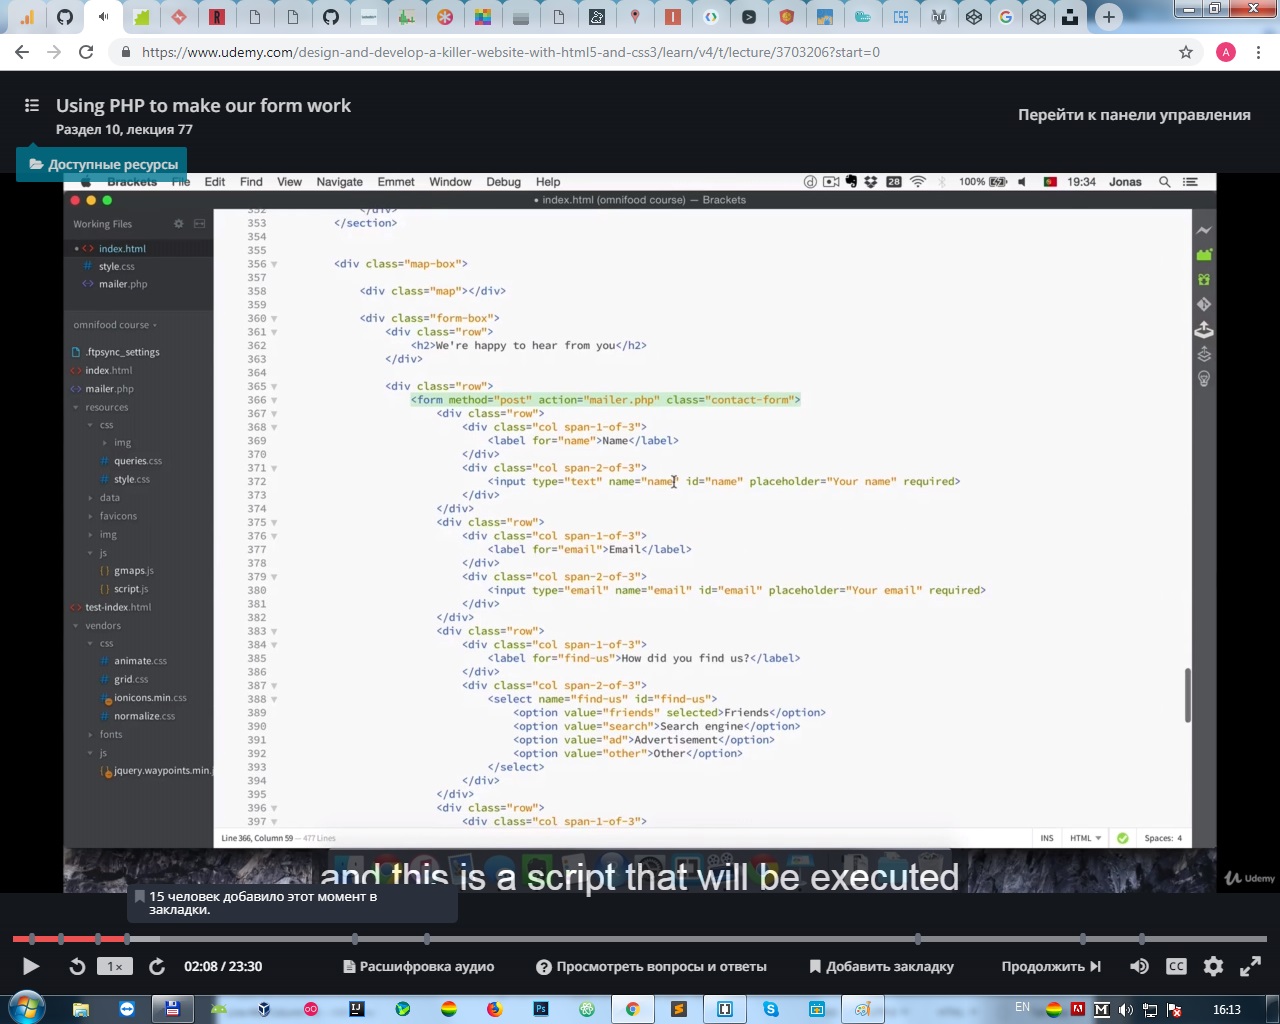 https://www.udemy.com/design-and-develop-a-killer-website-with-html5-and-css3/learn/v4/t/lecture/3703206?start=0
A
Using PHP to make our form work
Раздел 10, лекция 77
Перейти к панели управления
Доступные ресурсы
Brackets File Edit Find View Navigate Emmet Window Debug Help
28 100% 19:34 Jonas
• index.html (omnifood course) — Brackets
Working Files
index.html
style.css
mailer.php
omnifood course
.ftpsync_settings
index.html
mailer.php
resources
css
img
queries.css
style.css
data
favicons
img
js
gmaps.js
script.js
test-index.html
vendors
css
animate.css
grid.css
ionicons.min.css
normalize.css
fonts
js
jquery.waypoints.min.j
352 </div>
353 </section>
354
355
356 <div class="map-box">
357
358 <div class="map"></div>
359
360 <div class="form-box">
361 <div class="row">
362 <h2>We're happy to hear from you</h2>
363 </div>
364
365 <div class="row">
366 <form method="post" action="mailer.php" class="contact-form">
367 <div class="row">
368 <div class="col span-1-of-3">
369 <label for="name">Name</label>
370 </div>
371 <div class="col span-2-of-3">
372 <input type="text" name="name" id="name" placeholder="Your name" required>
373 </div>
374 </div>
375 <div class="row">
376 <div class="col span-1-of-3">
377 <label for="email">Email</label>
378 </div>
379 <div class="col span-2-of-3">
380 <input type="email" name="email" id="email" placeholder="Your email" required>
381 </div>
382 </div>
383 <div class="row">
384 <div class="col span-1-of-3">
385 <label for="find-us">How did you find us?</label>
386 </div>
387 <div class="col span-2-of-3">
388 <select name="find-us" id="find-us">
389 <option value="friends" selected>Friends</option>
390 <option value="search">Search engine</option>
391 <option value="ad">Advertisement</option>
392 <option value="other">Other</option>
393 </select>
394 </div>
395 </div>
396 <div class="row">
397 <div class="col span-1-of-3">
Line 366, Column 59 — 477 Lines
INS HTML Spaces: 4
and this is a script that will be executed
Udemy
15 человек добавило этот момент в
закладки.
1x 02:08 / 23:30 Расшифровка аудио Просмотреть вопросы и ответы Добавить закладку Продолжить CC
EN 16:13